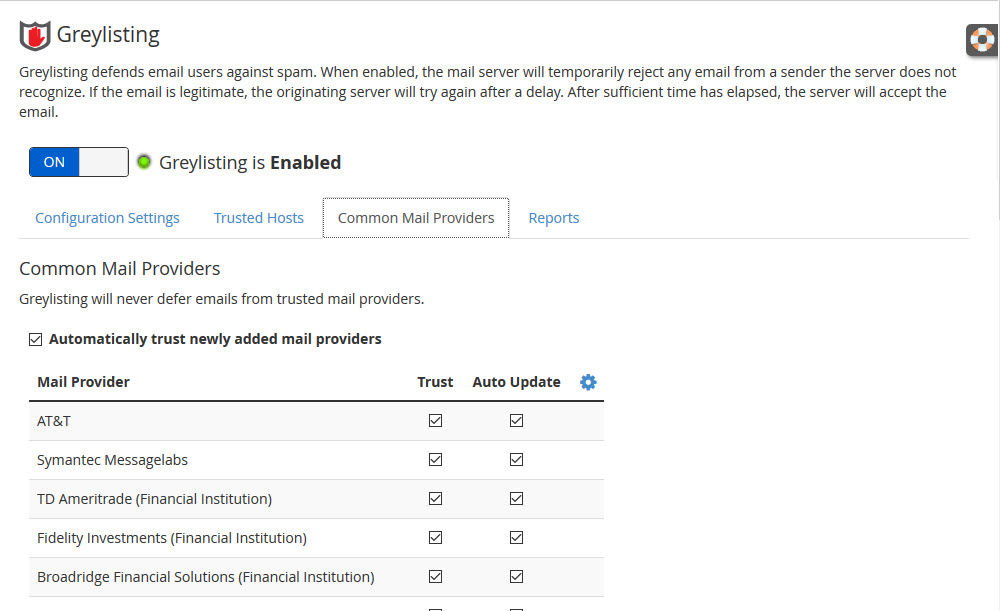 Greylisting
Greylisting defends email users against spam. When enabled, the mail server will temporarily reject any email from a sender the server does not
recognize. If the email is legitimate, the originating server will try again after a delay. After sufficient time has elapsed, the server will accept the
email.
ON Greylisting is Enabled
Configuration Settings Trusted Hosts Common Mail Providers Reports
Common Mail Providers
Greylisting will never defer emails from trusted mail providers.
Automatically trust newly added mail providers
Mail Provider Trust Auto Update
AT&T
Symantec Messagelabs
TD Ameritrade (Financial Institution)
Fidelity Investments (Financial Institution)
Broadridge Financial Solutions (Financial Institution)